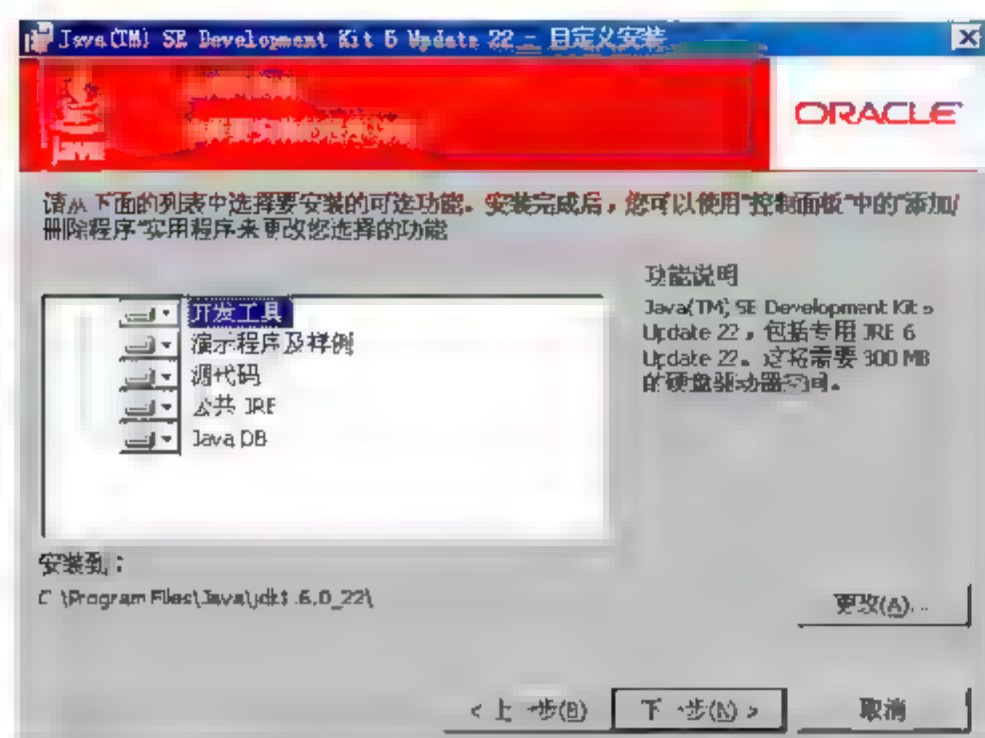 Java(TM) SE Development Kit 6 Update 22 - 自定义安装
Java
ORACLE
请从下面的列表中选择要安装的可选功能。安装完成后，您可以使用"控制面板"中的"添加/
删除程序"实用程序来更改您选择的功能
开发工具
演示程序及样例
源代码
公共 JRE
Java DB
功能说明
Java(TM) SE Development Kit 6
Update 22，包括专用 JRE 6
Update 22。这将需要 300 MB
的硬盘驱动器空间。
安装到：
C:\Program Files\Java\jdk1.6.0_22\
更改(A)...
< 上一步(B)
下一步(N) >
取消